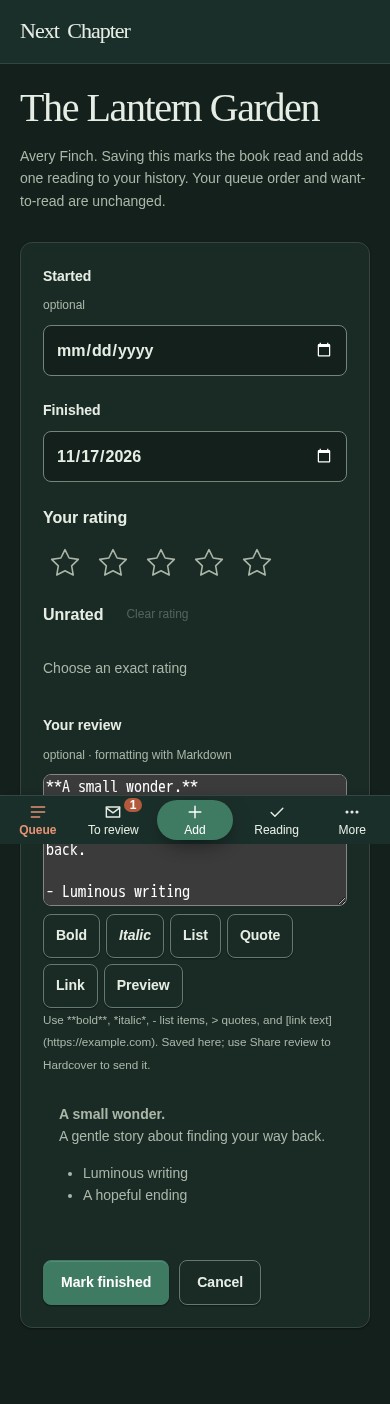 Next Chapter
The Lantern Garden
Avery Finch. Saving this marks the book read and adds
one reading to your history. Your queue order and want-
to-read are unchanged.
Started
optional
mm/dd/yyyy
Finished
11/17/2026
Your rating
Unrated Clear rating
Choose an exact rating
Your review
optional · formatting with Markdown
**A small wonder.**
Queue
To review
1
Add
Reading
More
back.
- Luminous writing
Bold Italic List Quote
Link Preview
Use **bold**, *italic*, - list items, > quotes, and [link text]
(https://example.com). Saved here; use Share review to
Hardcover to send it.
A small wonder.
A gentle story about finding your way back.
• Luminous writing
• A hopeful ending
Mark finished Cancel